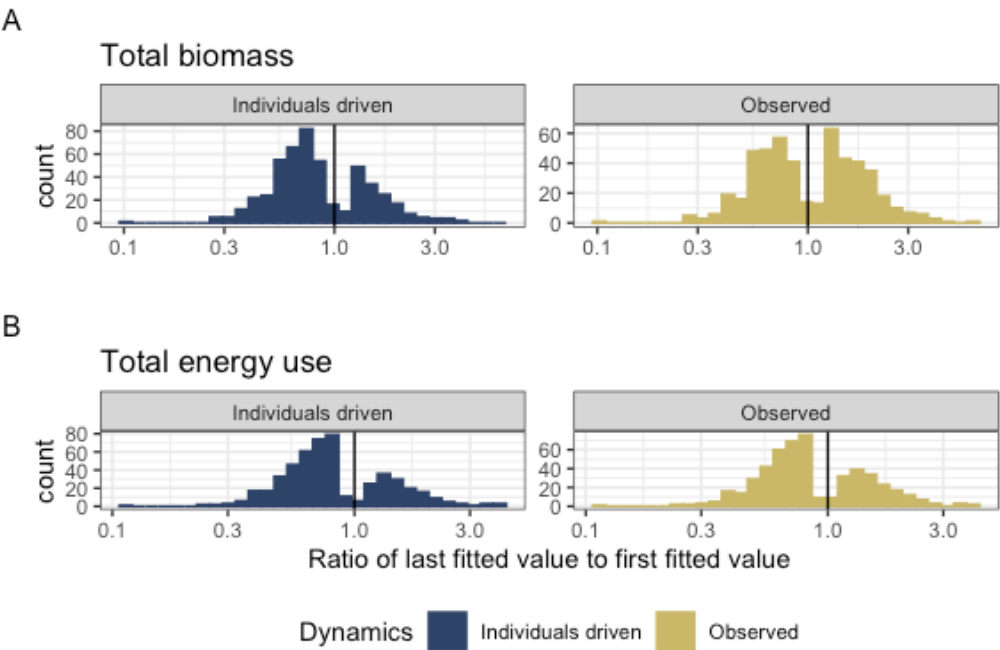 A
Total biomass
Individuals driven
Observed
count
80
60
40
20
0
60
40
20
0
0.1 0.3 1.0 3.0
0.1 0.3 1.0 3.0
B
Total energy use
Individuals driven
Observed
count
80
60
40
20
0
60
40
20
0
0.1 0.3 1.0 3.0
0.1 0.3 1.0 3.0
Ratio of last fitted value to first fitted value
Dynamics Individuals driven Observed